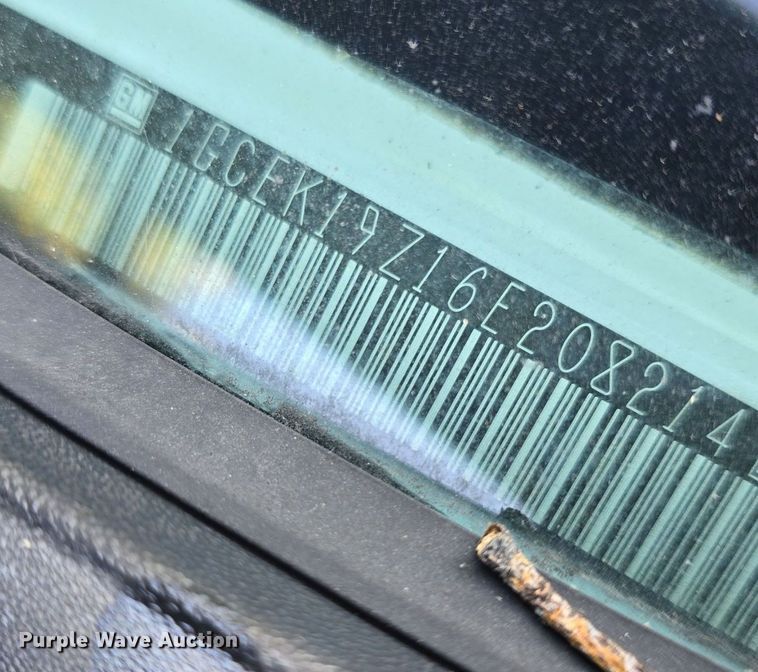 GM 1GCEK19Z16E208214
Purple Wave Auction